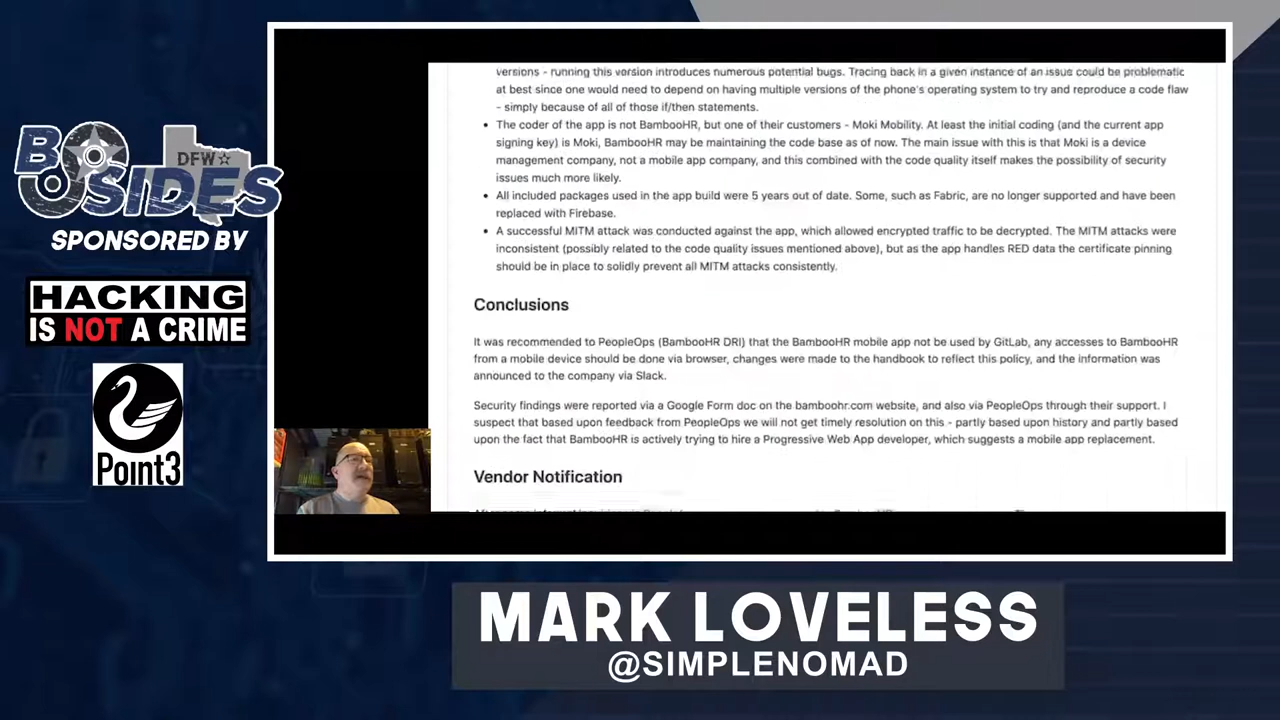 BSIDES
DFW
SPONSORED BY
HACKING
IS NOT A CRIME
Point3
versions - running this version introduces numerous potential bugs. Tracing back in a given instance of an issue could be problematic
at best since one would need to depend on having multiple versions of the phone's operating system to try and reproduce a code flaw
- simply because of all of those if/then statements.
• The coder of the app is not BambooHR, but one of their customers - Moki Mobility. At least the initial coding (and the current app
signing key) is Moki, BambooHR may be maintaining the code base as of now. The main issue with this is that Moki is a device
management company, not a mobile app company, and this combined with the code quality itself makes the possibility of security
issues much more likely.
• All included packages used in the app build were 5 years out of date. Some, such as Fabric, are no longer supported and have been
replaced with Firebase.
• A successful MITM attack was conducted against the app, which allowed encrypted traffic to be decrypted. The MITM attacks were
inconsistent (possibly related to the code quality issues mentioned above), but as the app handles RED data the certificate pinning
should be in place to solidly prevent all MITM attacks consistently.
Conclusions
It was recommended to PeopleOps (BambooHR DRI) that the BambooHR mobile app not be used by GitLab, any accesses to BambooHR
from a mobile device should be done via browser, changes were made to the handbook to reflect this policy, and the information was
announced to the company via Slack.
Security findings were reported via a Google Form doc on the bamboohr.com website, and also via PeopleOps through their support. I
suspect that based upon feedback from PeopleOps we will not get timely resolution on this - partly based upon history and partly based
upon the fact that BambooHR is actively trying to hire a Progressive Web App developer, which suggests a mobile app replacement.
Vendor Notification
MARK LOVELESS
@SIMPLENOMAD